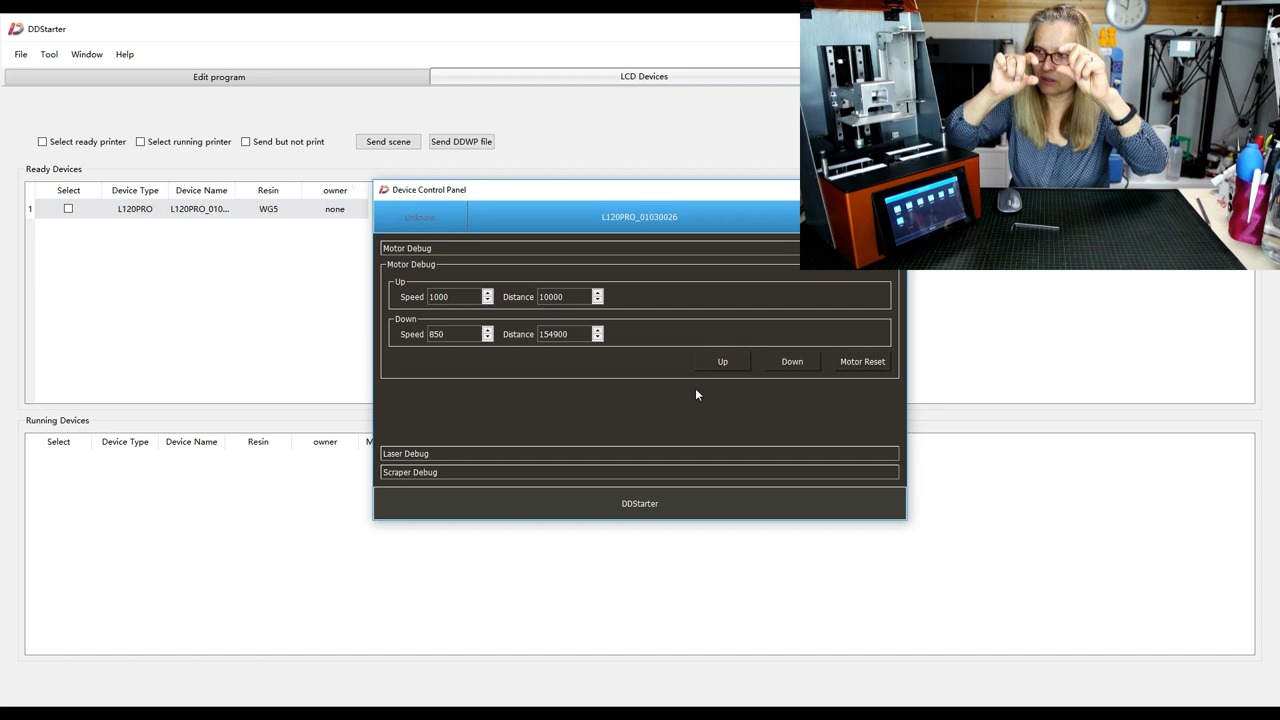 DDStarter
File Tool Window Help
Edit program LCD Devices
Select ready printer Select running printer Send but not print Send scene Send DDWP file
Ready Devices
Select Device Type Device Name Resin owner
1 L120PRO L120PRO_010... WG5 none
Device Control Panel
Unknow L120PRO_01030026
Motor Debug
Motor Debug
Up
Speed 1000 Distance 10000
Down
Speed 850 Distance 154900
Up Down Motor Reset
Running Devices
Select Device Type Device Name Resin owner M
Laser Debug
Scraper Debug
DDStarter